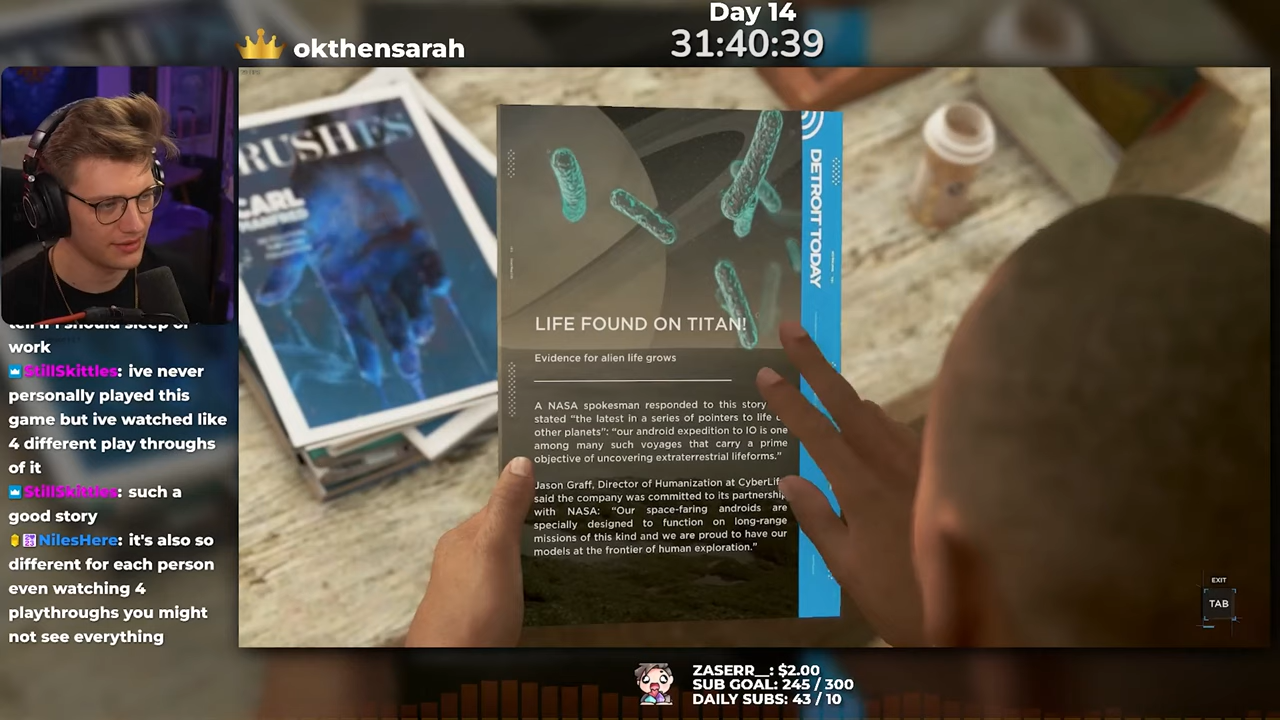 Day 14
okthensarah
31:40:39
RUSHES
CARL
MANFRED
DETROIT TODAY
LIFE FOUND ON TITAN!
Evidence for alien life grows
A NASA spokesman responded to this story
stated “the latest in a series of pointers to life
other planets”: “our android expedition to IO is one
among many such voyages that carry a prime
objective of uncovering extraterrestrial lifeforms.”
Jason Graff, Director of Humanization at CyberLife
said the company was committed to its partnership
with NASA: “Our space-faring androids are
specially designed to function on long-range
missions of this kind and we are proud to have our
models at the frontier of human exploration.”
tell if I should sleep or
work
StillSkittles: ive never
personally played this
game but ive watched like
4 different play throughs
of it
StillSkittles: such a
good story
NilesHere: it's also so
different for each person
even watching 4
playthroughs you might
not see everything
EXIT
TAB
ZASERR__: $2.00
SUB GOAL: 245 / 300
DAILY SUBS: 43 / 10